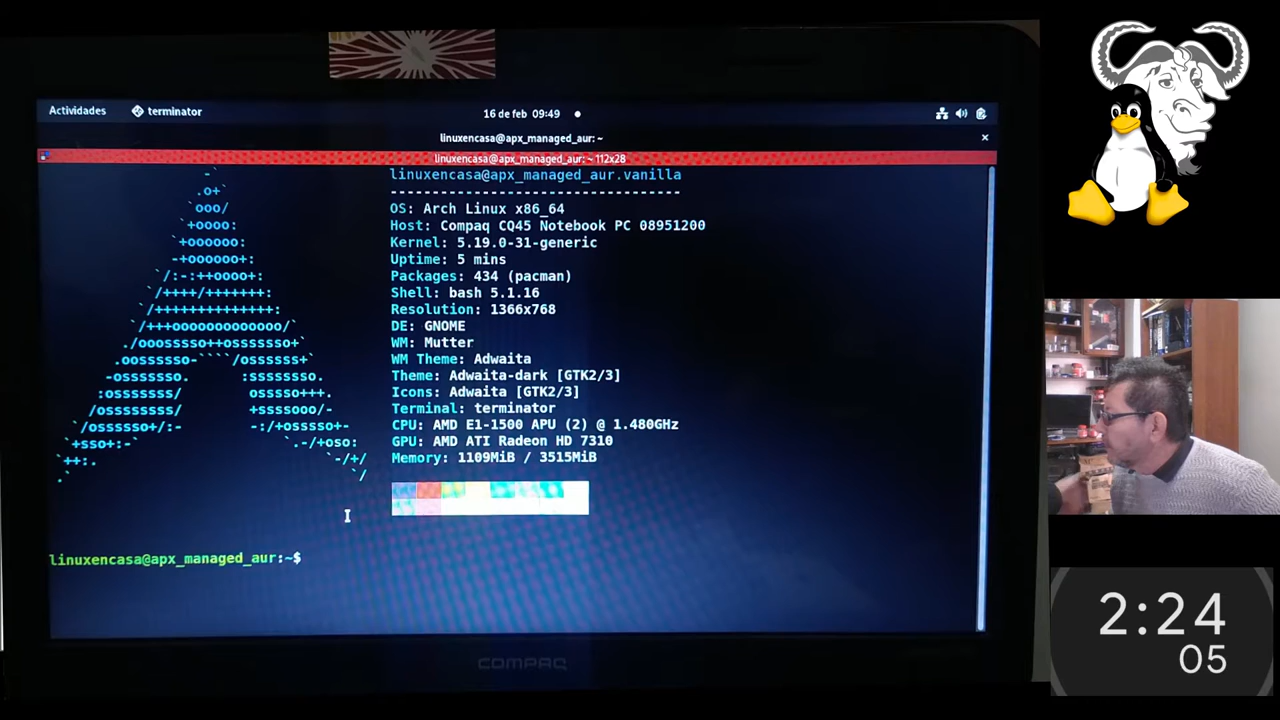 Actividades terminator 16 de feb 09:49
linuxencasa@apx_managed_aur: ~
linuxencasa@apx_managed_aur: ~ 112x28
linuxencasa@apx_managed_aur.vanilla
-----------------------------------
OS: Arch Linux x86_64
Host: Compaq CQ45 Notebook PC 08951200
Kernel: 5.19.0-31-generic
Uptime: 5 mins
Packages: 434 (pacman)
Shell: bash 5.1.16
Resolution: 1366x768
DE: GNOME
WM: Mutter
WM Theme: Adwaita
Theme: Adwaita-dark [GTK2/3]
Icons: Adwaita [GTK2/3]
Terminal: terminator
CPU: AMD E1-1500 APU (2) @ 1.480GHz
GPU: AMD ATI Radeon HD 7310
Memory: 1109MiB / 3515MiB
linuxencasa@apx_managed_aur:~$
COMPAQ
2:24
05